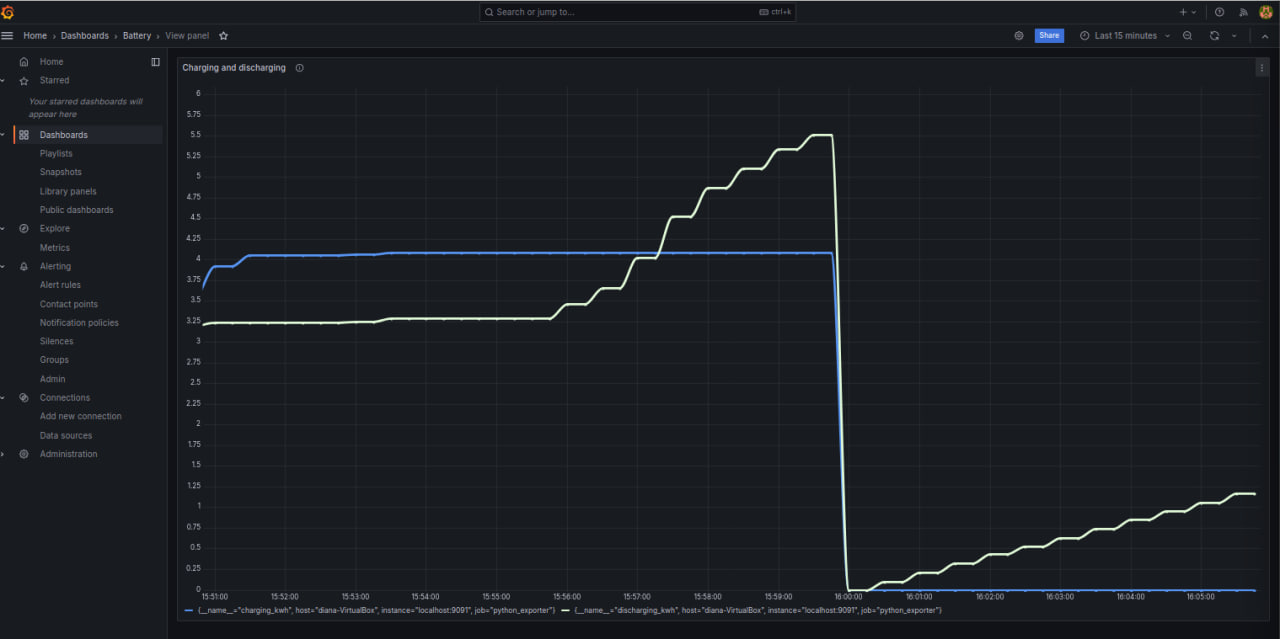 Search or jump to...
ctrl+k
Home › Dashboards › Battery › View panel
Share
Last 15 minutes
Home
Starred
Your starred dashboards will
appear here
Dashboards
Playlists
Snapshots
Library panels
Public dashboards
Explore
Metrics
Alerting
Alert rules
Contact points
Notification policies
Silences
Groups
Admin
Connections
Add new connection
Data sources
Administration
Charging and discharging
6
5.75
5.5
5.25
5
4.75
4.5
4.25
4
3.75
3.5
3.25
3
2.75
2.5
2.25
2
1.75
1.5
1.25
1
0.75
0.5
0.25
0
15:51:00 15:52:00 15:53:00 15:54:00 15:55:00 15:56:00 15:57:00 15:58:00 15:59:00 16:00:00 16:01:00 16:02:00 16:03:00 16:04:00 16:05:00
{__name__="charging_kwh", host="diana-VirtualBox", instance="localhost:9091", job="python_exporter"} {__name__="discharging_kwh", host="diana-VirtualBox", instance="localhost:9091", job="python_exporter"}